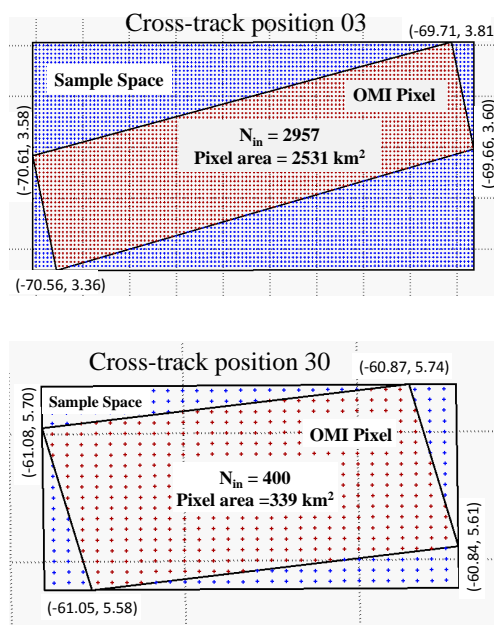 Cross-track position 03
(-69.71, 3.81)
Sample Space
OMI Pixel
N_in = 2957
Pixel area = 2531 km²
(-70.61, 3.58)
(-69.66, 3.60)
(-70.56, 3.36)
Cross-track position 30
(-60.87, 5.74)
Sample Space
(-61.08, 5.70)
OMI Pixel
N_in = 400
Pixel area =339 km²
(-60.84, 5.61)
(-61.05, 5.58)